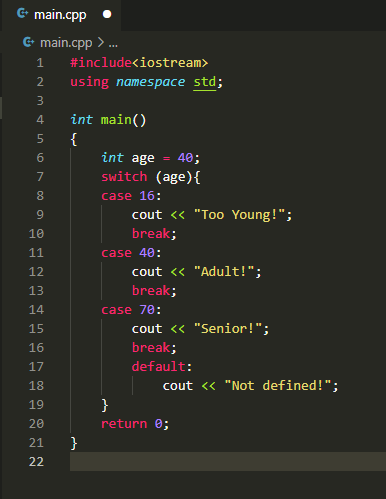 main.cpp
main.cpp > ...
1 #include<iostream>
2 using namespace std;
3
4 int main()
5 {
6     int age = 40;
7     switch (age){
8     case 16:
9         cout << "Too Young!";
10         break;
11     case 40:
12         cout << "Adult!";
13         break;
14     case 70:
15         cout << "Senior!";
16         break;
17         default:
18             cout << "Not defined!";
19     }
20     return 0;
21 }
22